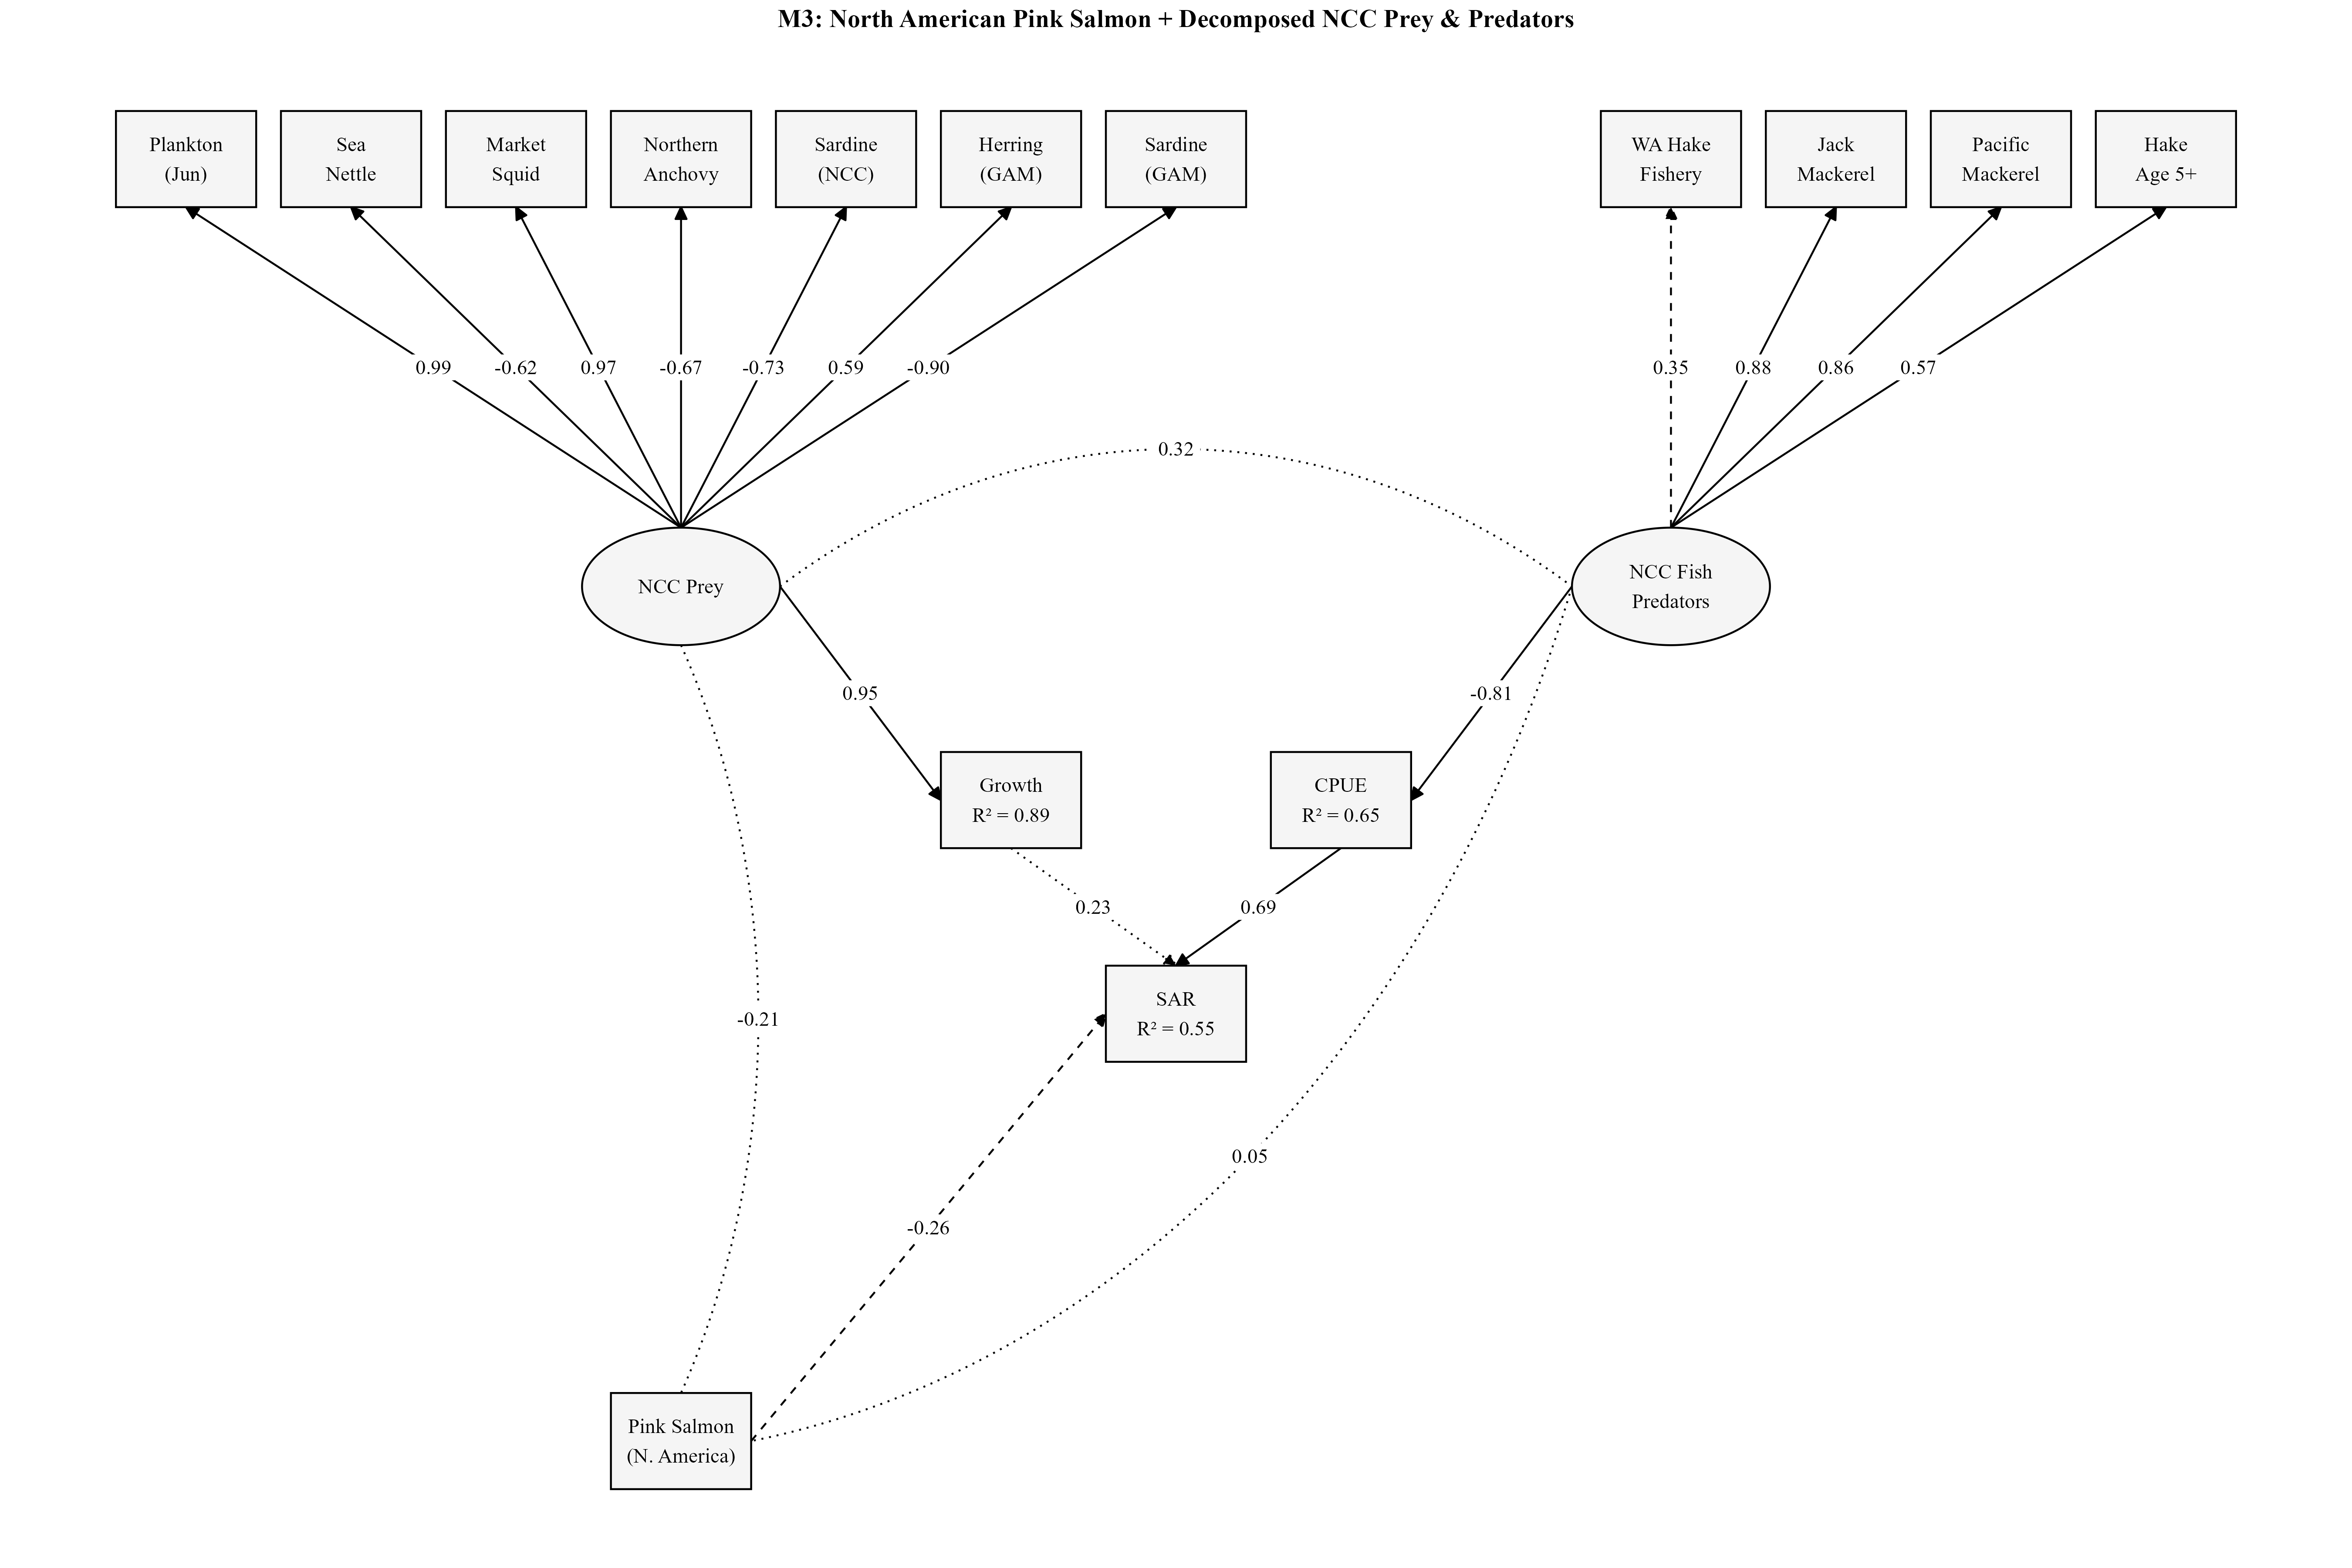 M3: North American Pink Salmon + Decomposed NCC Prey & Predators
Plankton
(Jun)
Sea
Nettle
Market
Squid
Northern
Anchovy
Sardine
(NCC)
Herring
(GAM)
Sardine
(GAM)
WA Hake
Fishery
Jack
Mackerel
Pacific
Mackerel
Hake
Age 5+
0.99
-0.62
0.97
-0.67
-0.73
0.59
-0.90
0.35
0.88
0.86
0.57
0.32
NCC Prey
NCC Fish
Predators
0.95
-0.81
Growth
R² = 0.89
CPUE
R² = 0.65
0.23
0.69
SAR
R² = 0.55
-0.21
0.05
-0.26
Pink Salmon
(N. America)